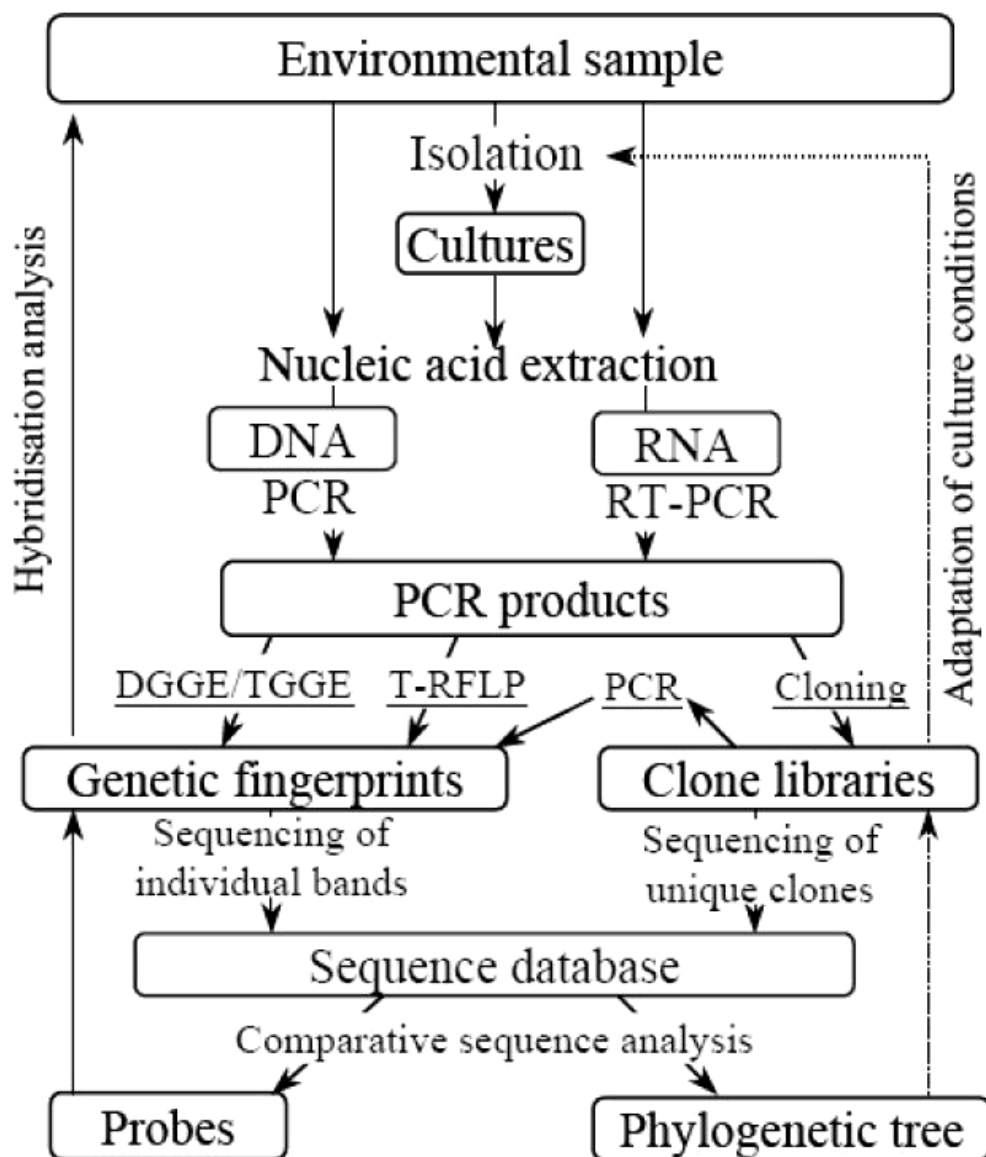 Environmental sample
Isolation
Cultures
Hybridisation analysis
Adaptation of culture conditions
Nucleic acid extraction
DNA
RNA
PCR
RT-PCR
PCR products
DGGE/TGGE
T-RFLP
PCR
Cloning
Genetic fingerprints
Clone libraries
Sequencing of
individual bands
Sequencing of
unique clones
Sequence database
Comparative sequence analysis
Probes
Phylogenetic tree